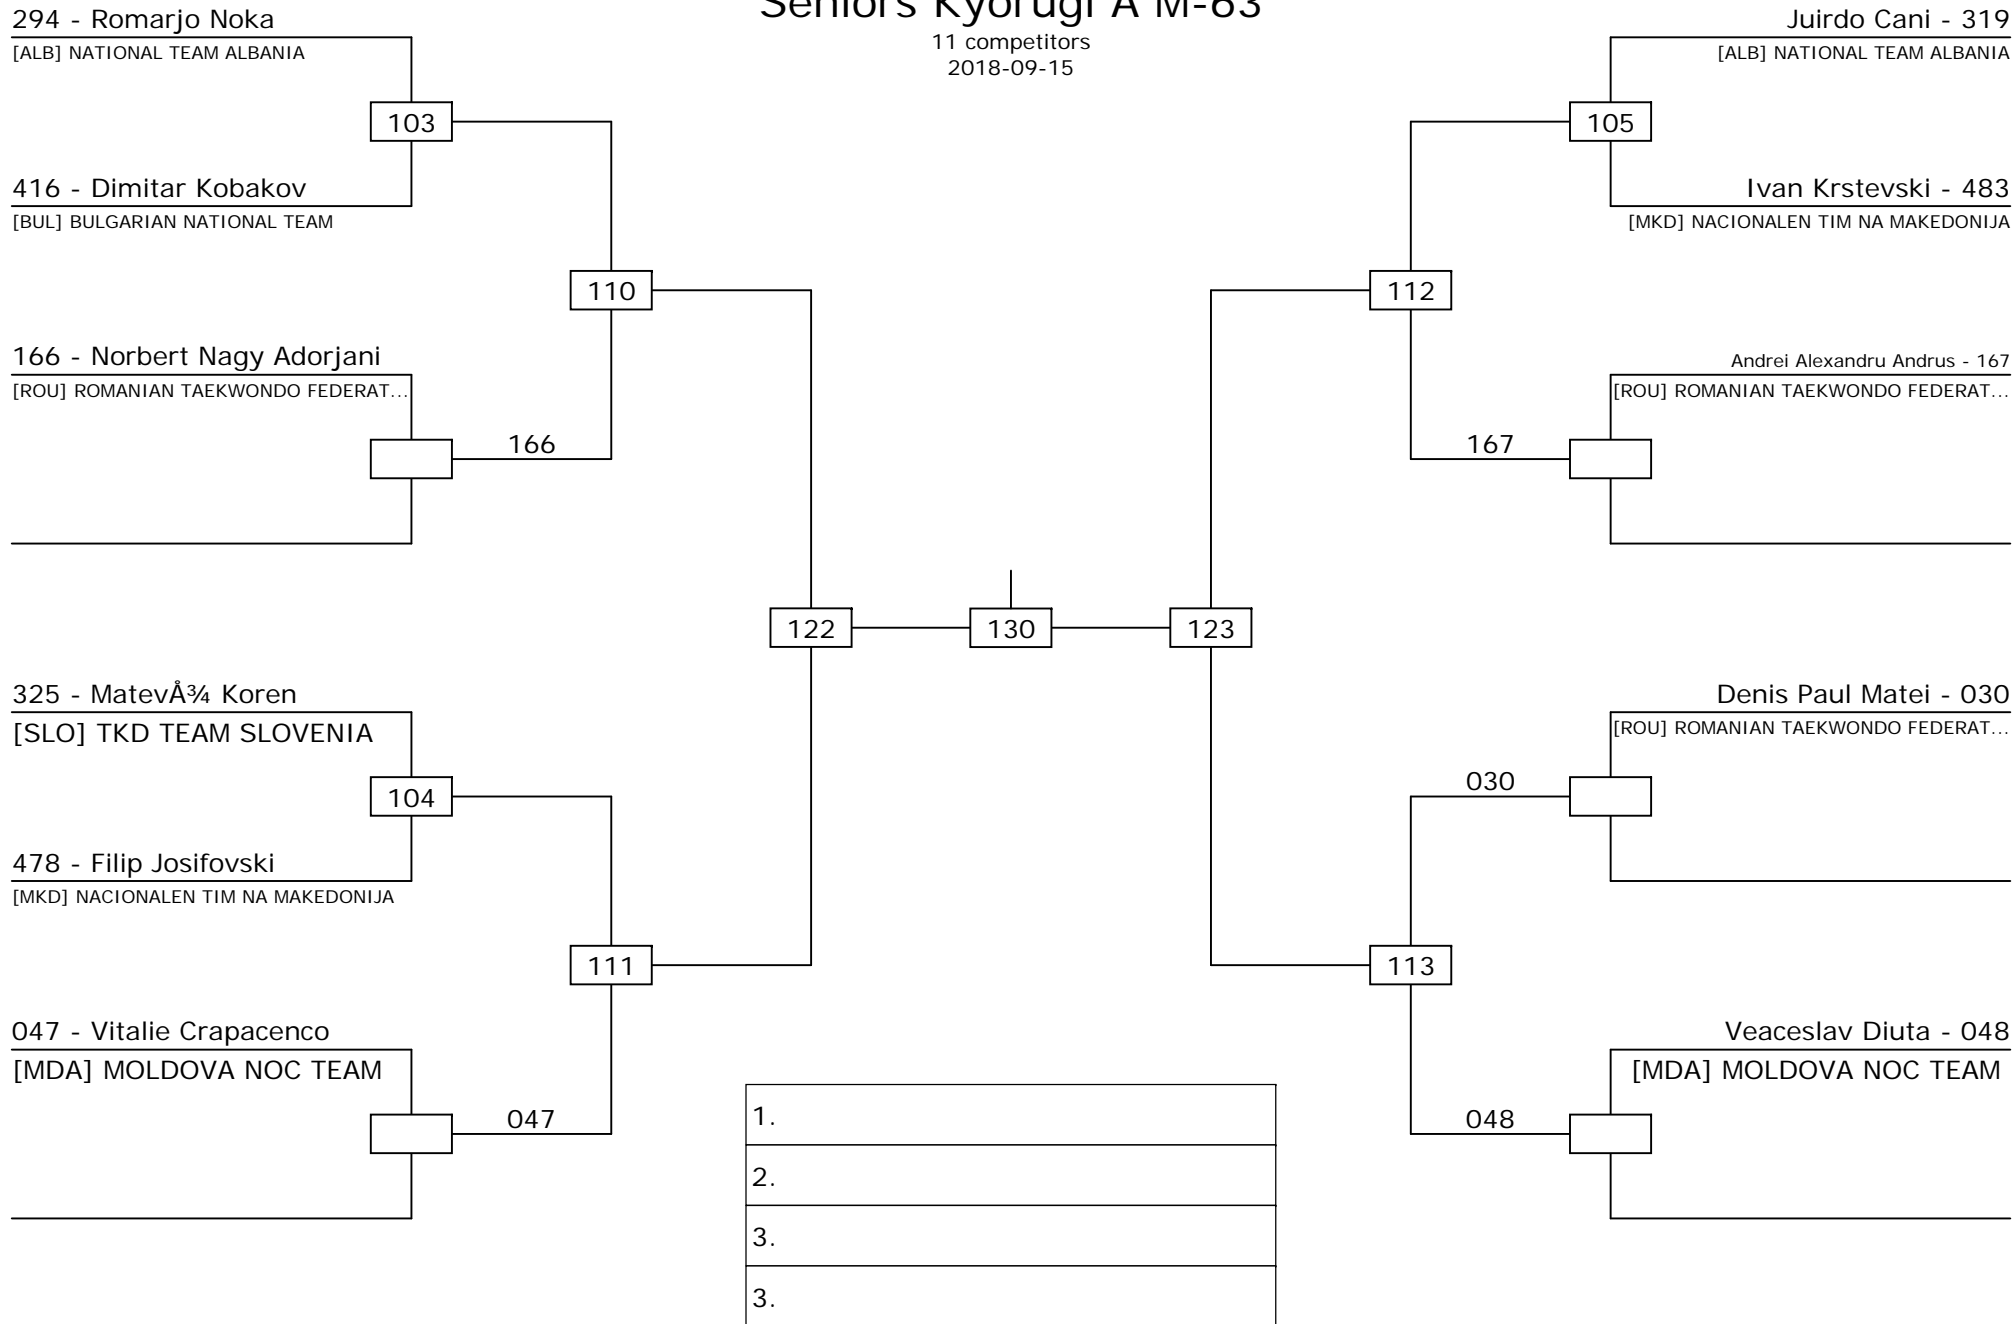 Seniors Kyorugi A M-63
11 competitors
2018-09-15
294 - Romarjo Noka
[ALB] NATIONAL TEAM ALBANIA
103
416 - Dimitar Kobakov
[BUL] BULGARIAN NATIONAL TEAM
110
166 - Norbert Nagy Adorjani
[ROU] ROMANIAN TAEKWONDO FEDERAT...
166
122
325 - MatevÅ¾ Koren
[SLO] TKD TEAM SLOVENIA
104
478 - Filip Josifovski
[MKD] NACIONALEN TIM NA MAKEDONIJA
111
047 - Vitalie Crapacenco
[MDA] MOLDOVA NOC TEAM
047
130
Juirdo Cani - 319
[ALB] NATIONAL TEAM ALBANIA
105
Ivan Krstevski - 483
[MKD] NACIONALEN TIM NA MAKEDONIJA
112
Andrei Alexandru Andrus - 167
[ROU] ROMANIAN TAEKWONDO FEDERAT...
167
123
Denis Paul Matei - 030
[ROU] ROMANIAN TAEKWONDO FEDERAT...
030
113
Veaceslav Diuta - 048
[MDA] MOLDOVA NOC TEAM
048
1.
2.
3.
3.